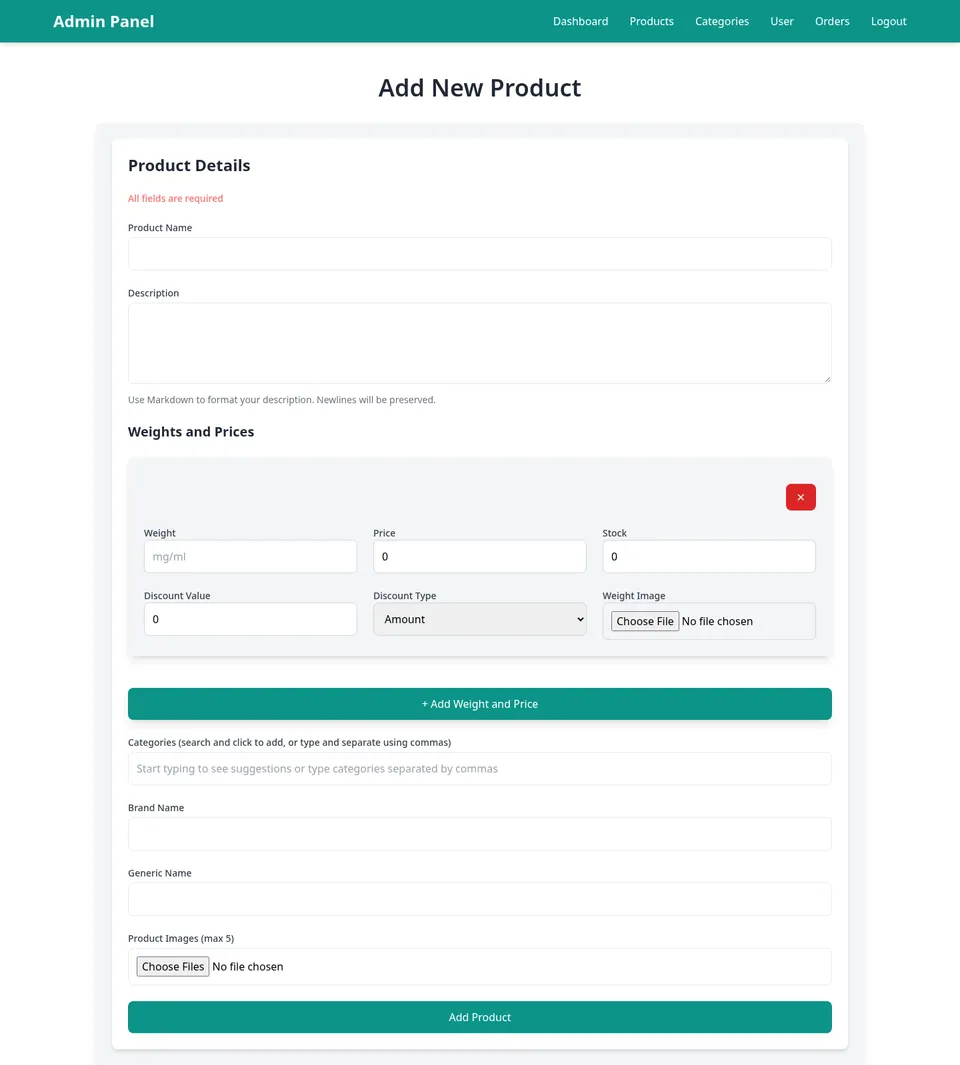 Admin Panel
Dashboard Products Categories User Orders Logout
Add New Product
Product Details
All fields are required
Product Name
Description
Use Markdown to format your description. Newlines will be preserved.
Weights and Prices
×
Weight Price Stock
mg/ml 0 0
Discount Value Discount Type Weight Image
0 Amount Choose File No file chosen
+ Add Weight and Price
Categories (search and click to add, or type and separate using commas)
Start typing to see suggestions or type categories separated by commas
Brand Name
Generic Name
Product Images (max 5)
Choose Files No file chosen
Add Product